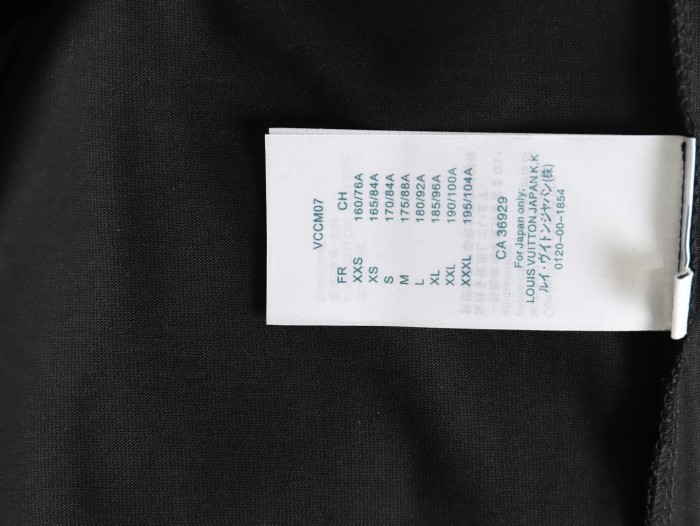 VCCM07
FR CH
XXS 160/76A
XS 165/84A
S 170/84A
M 175/88A
L 180/92A
XL 185/96A
XXL 190/100A
XXXL 195/104A
CA 36929
For Japan only:
LOUIS VUITTON JAPAN K.K
ルイ・ヴィトンジャパン(株)
0120-00-1854